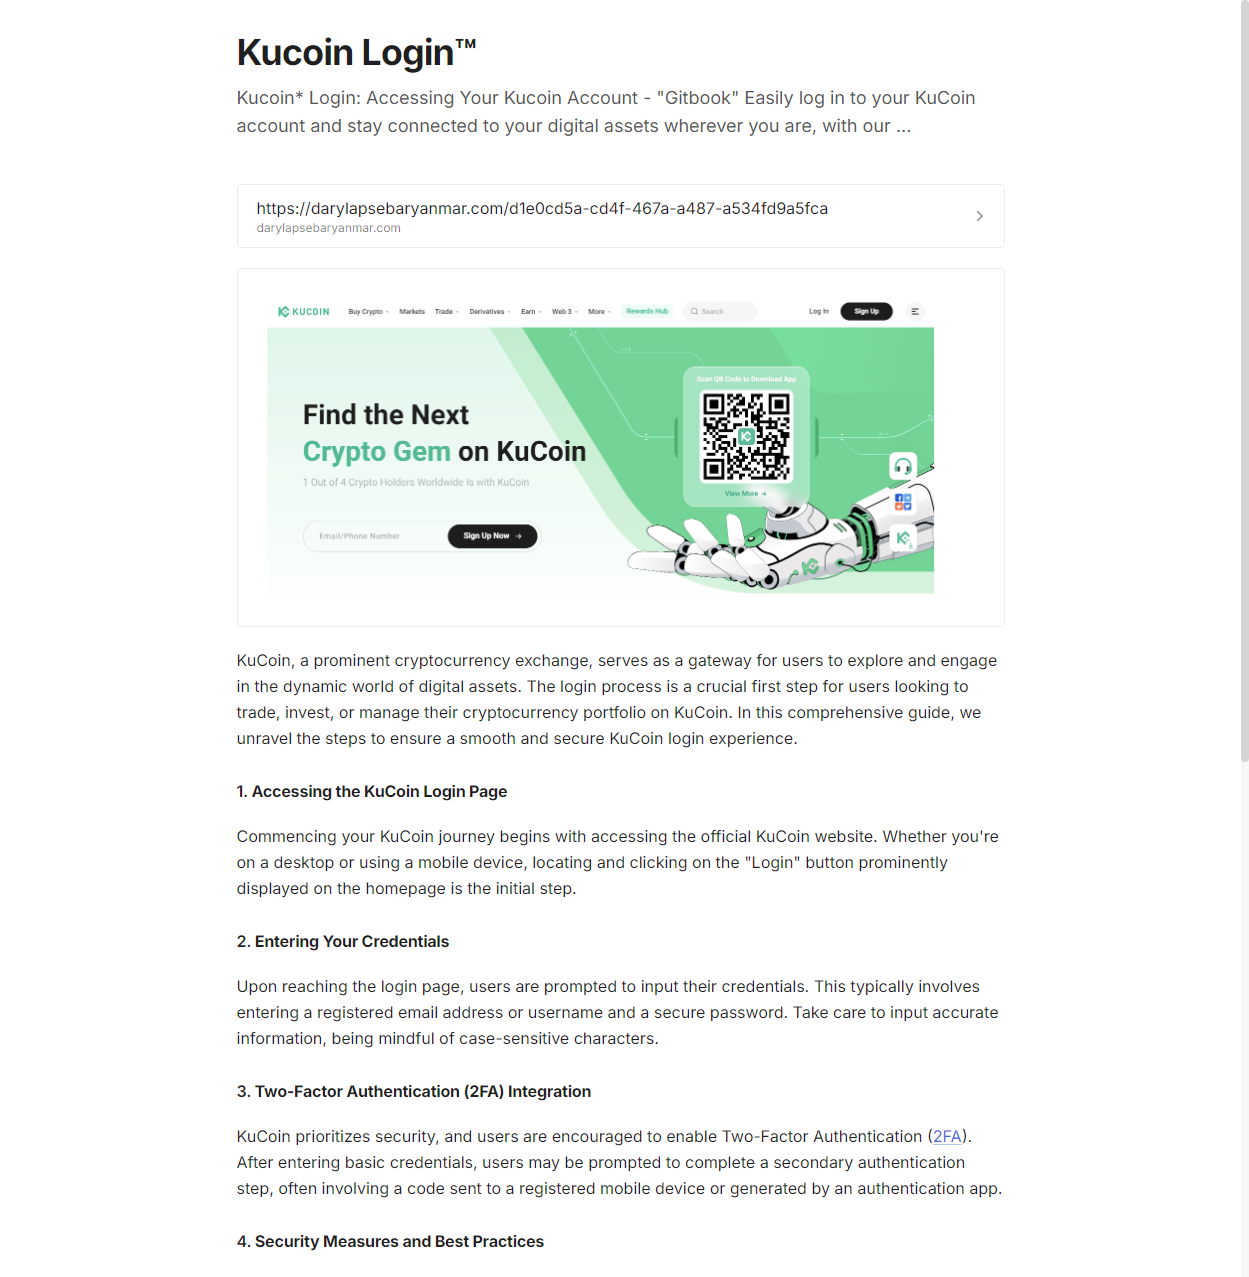 Kucoin Login™
Kucoin* Login: Accessing Your Kucoin Account - "Gitbook" Easily log in to your KuCoin
account and stay connected to your digital assets wherever you are, with our ...
https://darylapsebaryanmar.com/d1e0cd5a-cd4f-467a-a487-a534fd9a5fca
darylapsebaryanmar.com
KUCOIN Buy Crypto Markets Trade Derivatives Earn Web 3 More Rewards Hub Search Log In Sign Up
Scan QR Code to Download App
Find the Next
Crypto Gem on KuCoin
1 Out of 4 Crypto Holders Worldwide Is with KuCoin
View More →
Email/Phone Number Sign Up Now →
KuCoin, a prominent cryptocurrency exchange, serves as a gateway for users to explore and engage
in the dynamic world of digital assets. The login process is a crucial first step for users looking to
trade, invest, or manage their cryptocurrency portfolio on KuCoin. In this comprehensive guide, we
unravel the steps to ensure a smooth and secure KuCoin login experience.
1. Accessing the KuCoin Login Page
Commencing your KuCoin journey begins with accessing the official KuCoin website. Whether you're
on a desktop or using a mobile device, locating and clicking on the "Login" button prominently
displayed on the homepage is the initial step.
2. Entering Your Credentials
Upon reaching the login page, users are prompted to input their credentials. This typically involves
entering a registered email address or username and a secure password. Take care to input accurate
information, being mindful of case-sensitive characters.
3. Two-Factor Authentication (2FA) Integration
KuCoin prioritizes security, and users are encouraged to enable Two-Factor Authentication (2FA).
After entering basic credentials, users may be prompted to complete a secondary authentication
step, often involving a code sent to a registered mobile device or generated by an authentication app.
4. Security Measures and Best Practices